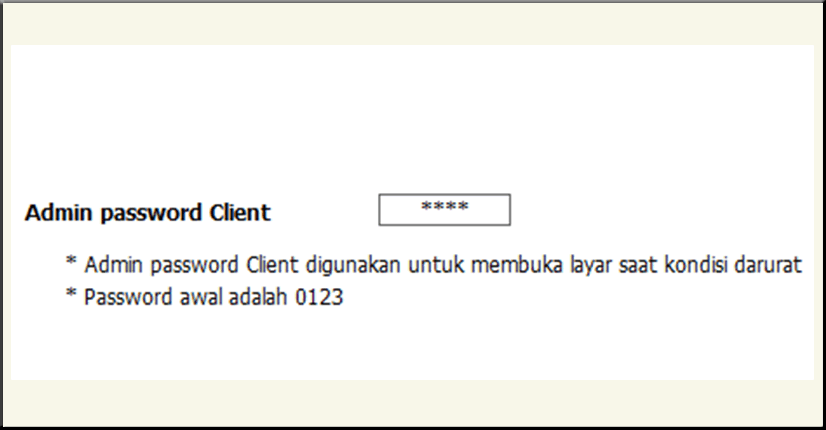 Admin password Client ****
* Admin password Client digunakan untuk membuka layar saat kondisi darurat
* Password awal adalah 0123